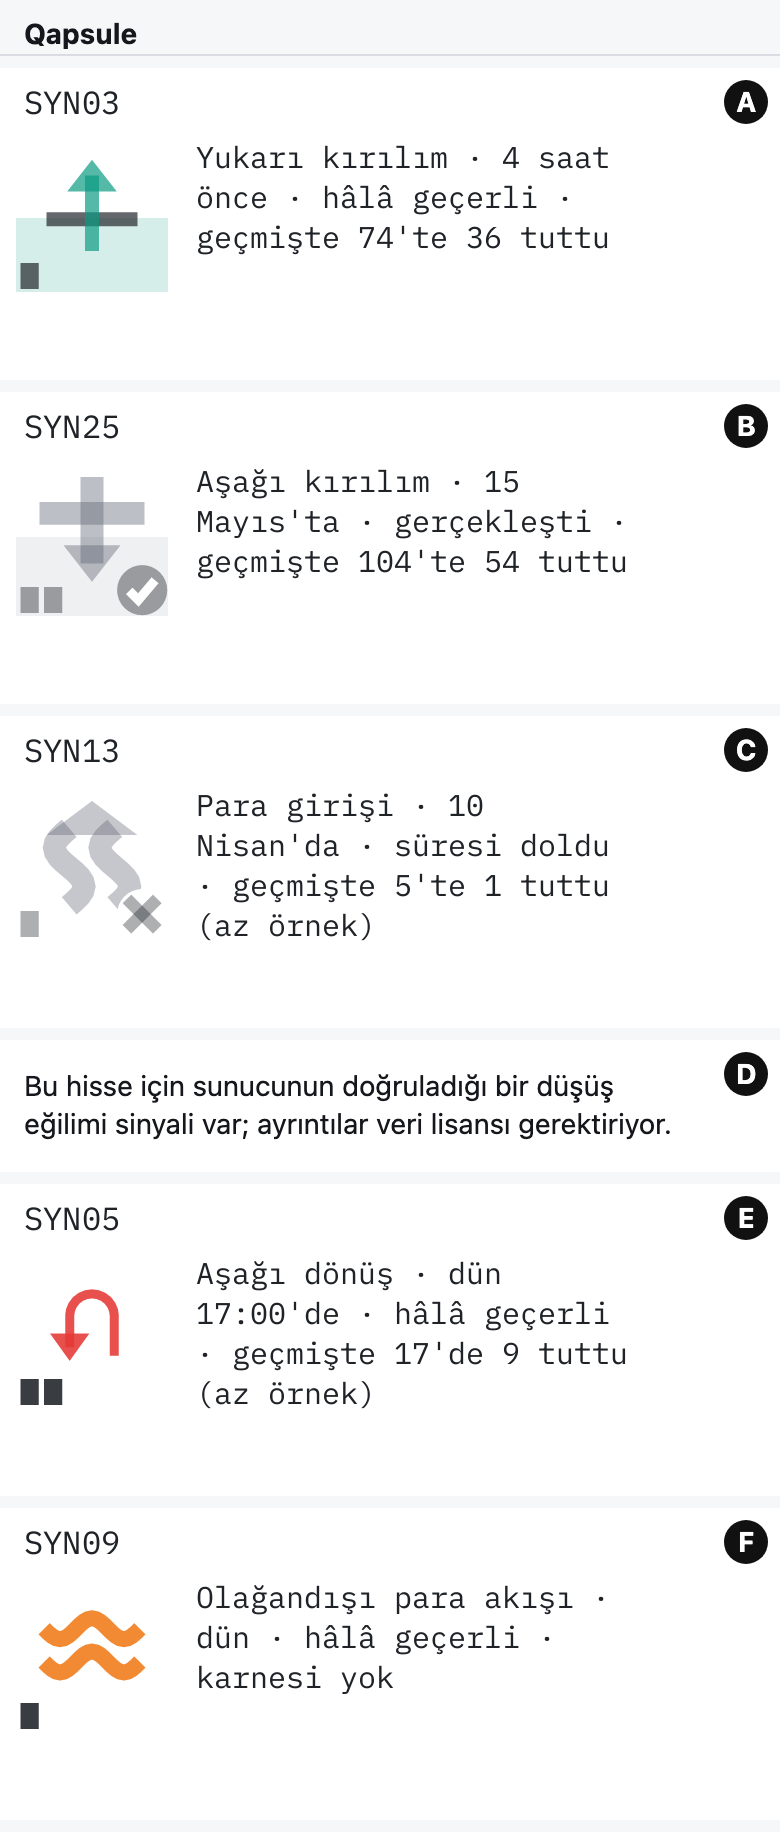 Qapsule
SYN03
A
Yukarı kırılım · 4 saat
önce · hâlâ geçerli ·
geçmişte 74'te 36 tuttu
SYN25
B
Aşağı kırılım · 15
Mayıs'ta · gerçekleşti ·
geçmişte 104'te 54 tuttu
SYN13
C
Para girişi · 10
Nisan'da · süresi doldu
· geçmişte 5'te 1 tuttu
(az örnek)
D
Bu hisse için sunucunun doğruladığı bir düşüş
eğilimi sinyali var; ayrıntılar veri lisansı gerektiriyor.
SYN05
E
Aşağı dönüş · dün
17:00'de · hâlâ geçerli
· geçmişte 17'de 9 tuttu
(az örnek)
SYN09
F
Olağandışı para akışı ·
dün · hâlâ geçerli ·
karnesi yok